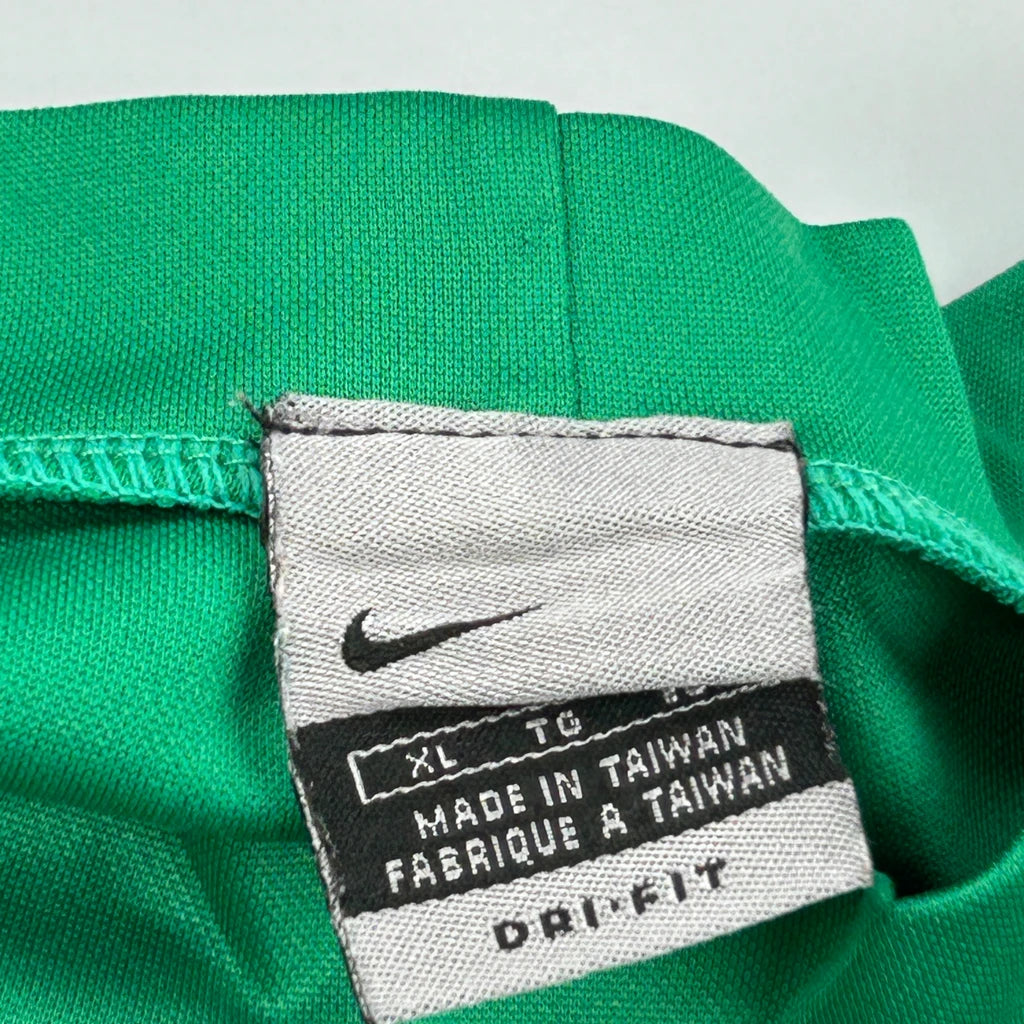 XL TG
MADE IN TAIWAN
FABRIQUE A TAIWAN
DRI·FIT